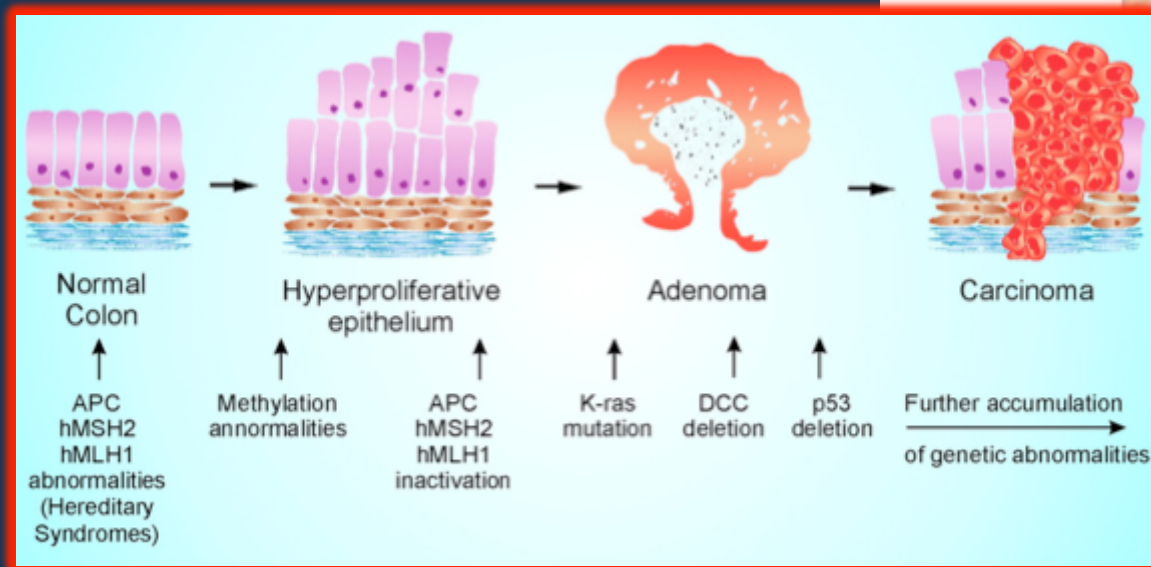 Normal
Colon
Hyperproliferative
epithelium
Adenoma
Carcinoma
APC
hMSH2
hMLH1
abnormalities
(Hereditary
Syndromes)
Methylation
annormalities
APC
hMSH2
hMLH1
inactivation
K-ras
mutation
DCC
deletion
p53
deletion
Further accumulation
of genetic abnormalities